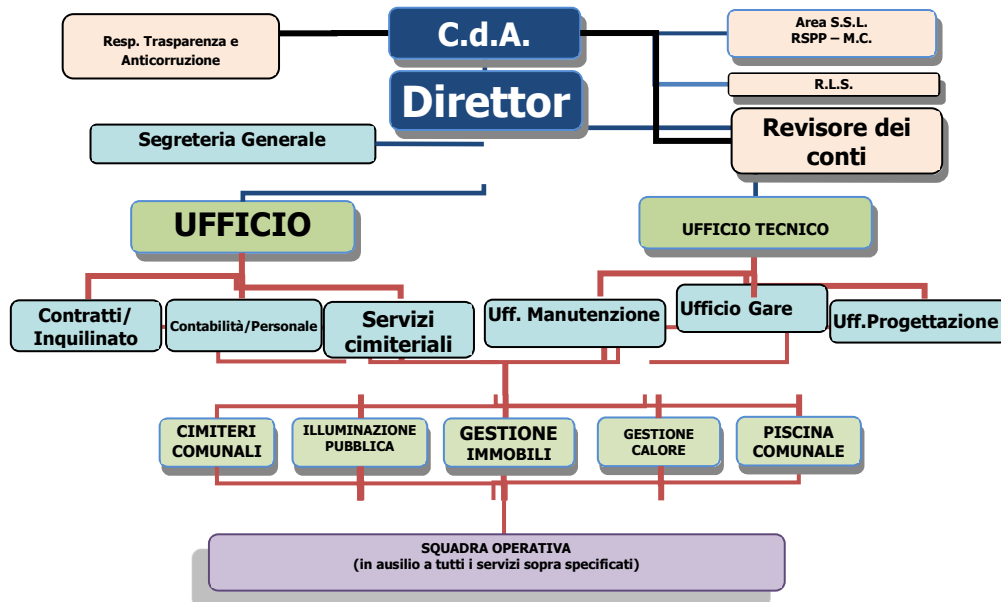 Resp. Trasparenza e
Anticorruzione
C.d.A.
Area S.S.L.
RSPP – M.C.
Direttor
R.L.S.
Revisore dei
conti
Segreteria Generale
UFFICIO
UFFICIO TECNICO
Contratti/
Inquilinato
Contabilità/Personale
Servizi
cimiteriali
Uff. Manutenzione
Ufficio Gare
Uff.Progettazione
CIMITERI
COMUNALI
ILLUMINAZIONE
PUBBLICA
GESTIONE
IMMOBILI
GESTIONE
CALORE
PISCINA
COMUNALE
SQUADRA OPERATIVA
(in ausilio a tutti i servizi sopra specificati)